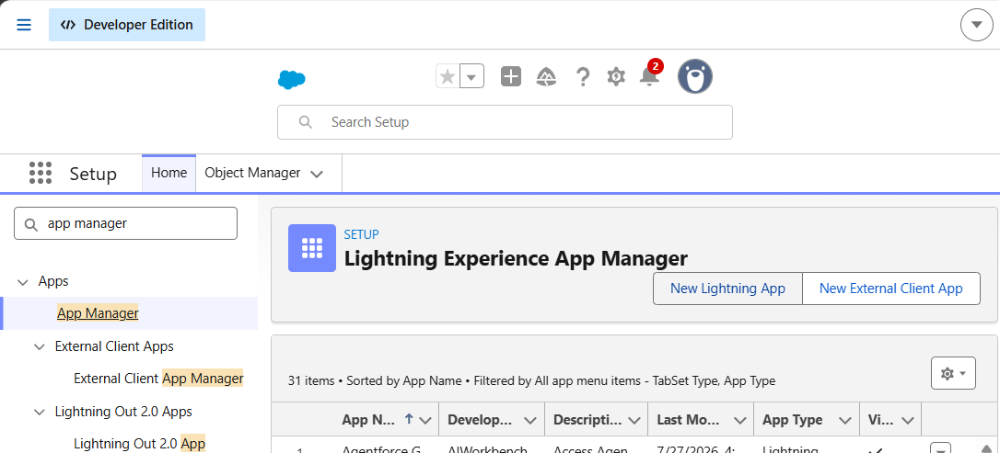 </> Developer Edition
2
Search Setup
Setup
Home
Object Manager
app manager
Apps
App Manager
External Client Apps
External Client App Manager
Lightning Out 2.0 Apps
Lightning Out 2.0 App
SETUP
Lightning Experience App Manager
New Lightning App
New External Client App
31 items • Sorted by App Name • Filtered by All app menu items - TabSet Type, App Type
App N... Develop... Descripti... Last Mo... App Type Vi...
1 Agentforce G AIWorkbench Access Agen 7/27/2026, 4: Lightning